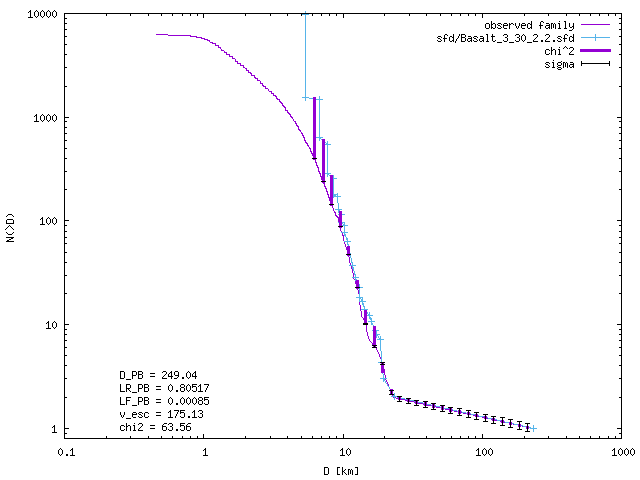 10000
1000
100
10
1
N(>D)
observed family
sfd/Basalt_3_30_2.2.sfd
chi^2
sigma
D_PB = 249.04
LR_PB = 0.80517
LF_PB = 0.00085
v_esc = 175.13
chi2 = 63.56
0.1 1 10 100 1000
D [km]